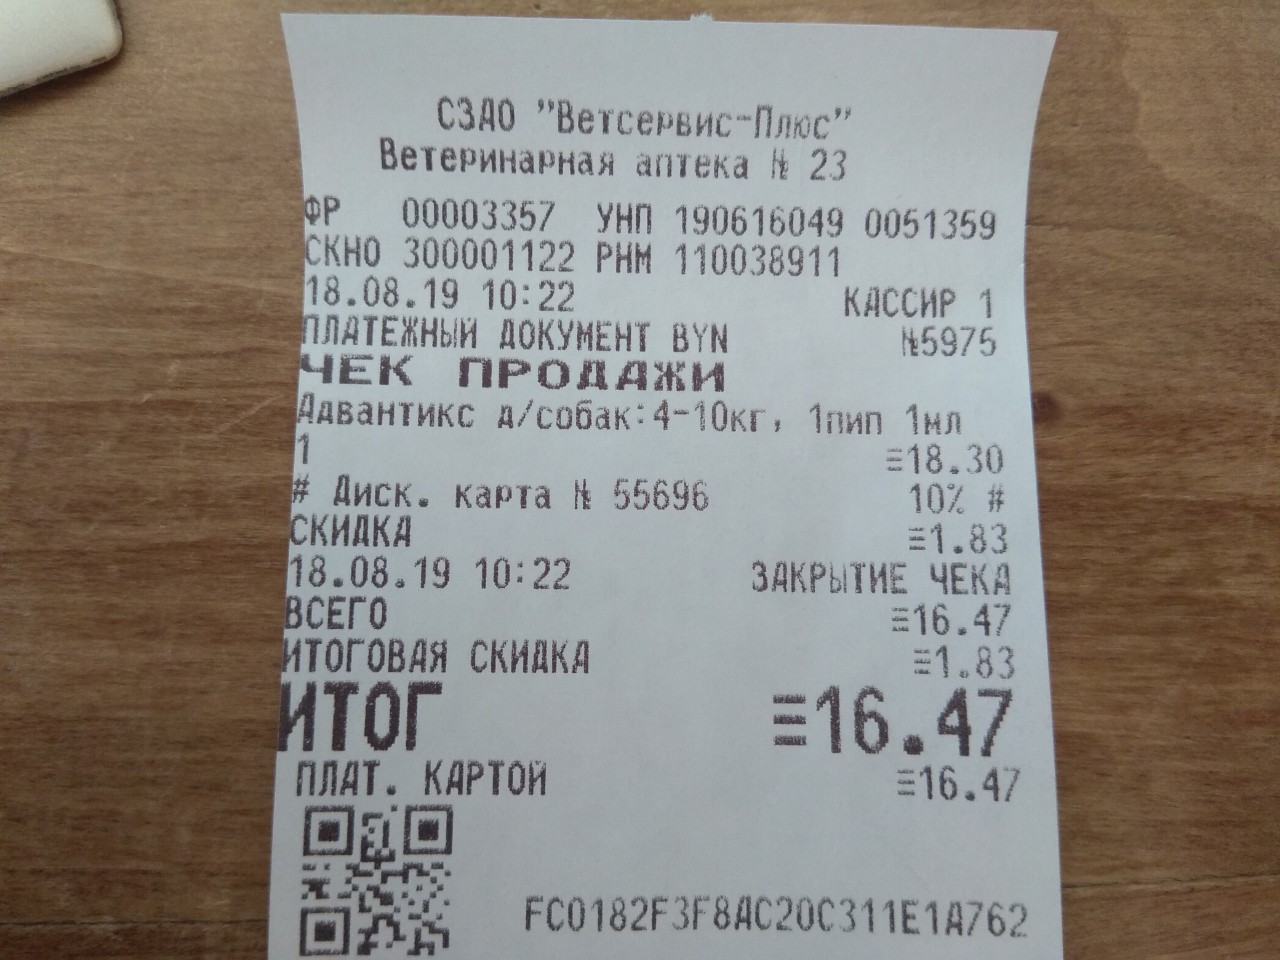 СЗАО "Ветсервис-Плюс"
Ветеринарная аптека № 23
ФР 00003357 УНП 190616049 0051359
СКНО 300001122 РНМ 110038911
18.08.19 10:22 КАССИР 1
ПЛАТЕЖНЫЙ ДОКУМЕНТ BYN №5975
ЧЕК ПРОДАЖИ
Адвантикс д/собак:4-10кг, 1пип 1мл
1 ≡18.30
# Диск. карта № 55696 10% #
СКИДКА ≡1.83
18.08.19 10:22 ЗАКРЫТИЕ ЧЕКА
ВСЕГО ≡16.47
ИТОГОВАЯ СКИДКА ≡1.83
ИТОГ ≡16.47
ПЛАТ. КАРТОЙ ≡16.47
FC0182F3F8AC20C311E1A762